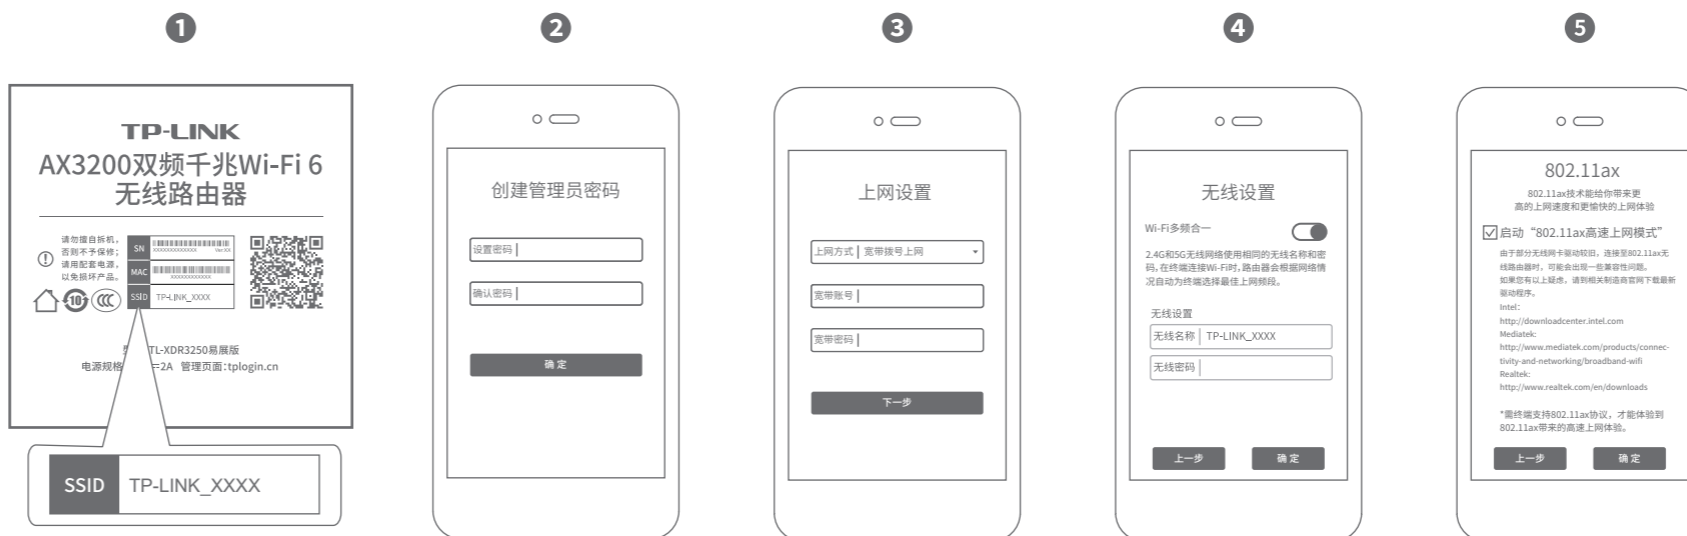 1
2
3
4
5
TP-LINK
AX3200双频千兆Wi-Fi 6
无线路由器
请勿擅自拆机，
否则不予保修；
请用配套电源，
以免损坏产品。
SN
XXXXXXXXXXXXX Ver:XX
MAC
XXXXXXXXXXXX
SSID TP-LINK_XXXX
10
CCC
TL-XDR3250易展版
电源规格 =2A 管理页面:tplogin.cn
SSID TP-LINK_XXXX
创建管理员密码
设置密码
确认密码
确定
上网设置
上网方式 宽带拨号上网
宽带账号
宽带密码
下一步
无线设置
Wi-Fi多频合一
2.4G和5G无线网络使用相同的无线名称和密
码,在终端连接Wi-Fi时,路由器会根据网络情
况自动为终端选择最佳上网频段。
无线设置
无线名称 TP-LINK_XXXX
无线密码
上一步 确定
802.11ax
802.11ax技术能给你带来更
高的上网速度和更愉快的上网体验
启动“802.11ax高速上网模式”
由于部分无线网卡驱动较旧，连接至802.11ax无
线路由器时，可能会出现一些兼容性问题。
如果您有以上疑虑，请到相关制造商官网下载最新
驱动程序。
Intel:
http://downloadcenter.intel.com
Mediatek:
http://www.mediatek.com/products/connec-
tivity-and-networking/broadband-wifi
Realtek:
http://www.realtek.com/en/downloads
*需终端支持802.11ax协议，才能体验到
802.11ax带来的高速上网体验。
上一步 确定